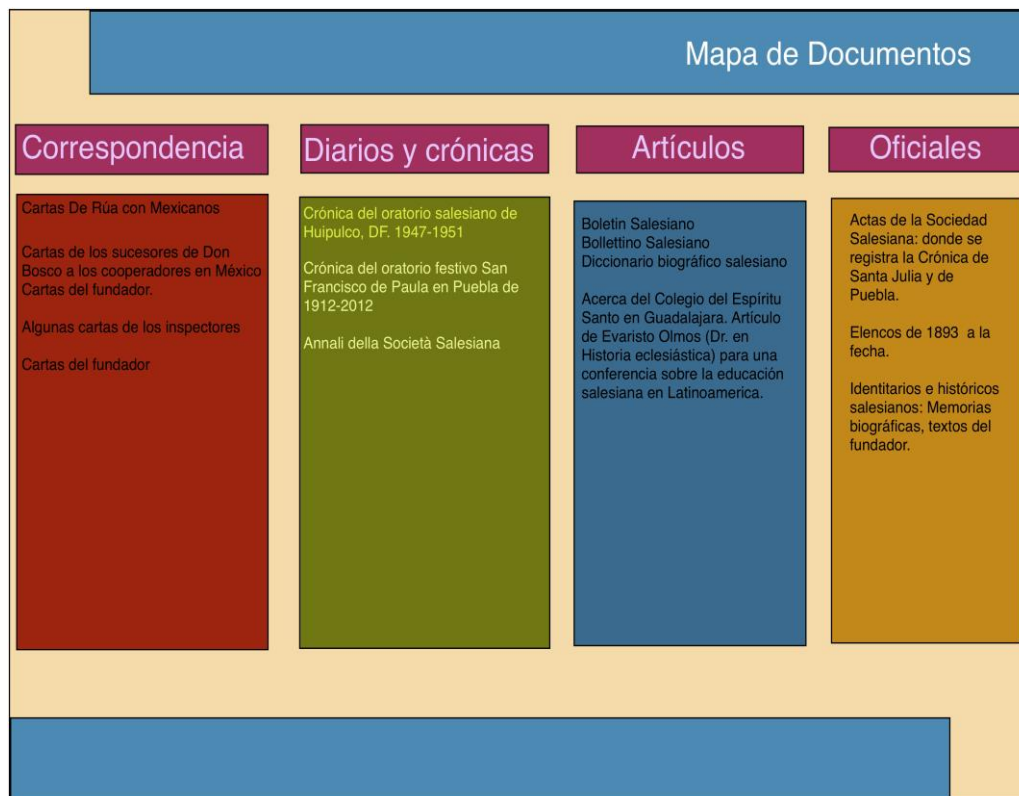 Mapa de Documentos
Correspondencia
Cartas De Rúa con Mexicanos
Cartas de los sucesores de Don
Bosco a los cooperadores en México
Cartas del fundador.
Algunas cartas de los inspectores
Cartas del fundador
Diarios y crónicas
Crónica del oratorio salesiano de
Huipulco, DF. 1947-1951
Crónica del oratorio festivo San
Francisco de Paula en Puebla de
1912-2012
Annali della Società Salesiana
Artículos
Boletin Salesiano
Bollettino Salesiano
Diccionario biográfico salesiano
Acerca del Colegio del Espíritu
Santo en Guadalajara. Artículo
de Evaristo Olmos (Dr. en
Historia eclesiástica) para una
conferencia sobre la educación
salesiana en Latinoamerica.
Oficiales
Actas de la Sociedad
Salesiana: donde se
registra la Crónica de
Santa Julia y de
Puebla.
Elencos de 1893 a la
fecha.
Identitarios e históricos
salesianos: Memorias
biográficas, textos del
fundador.